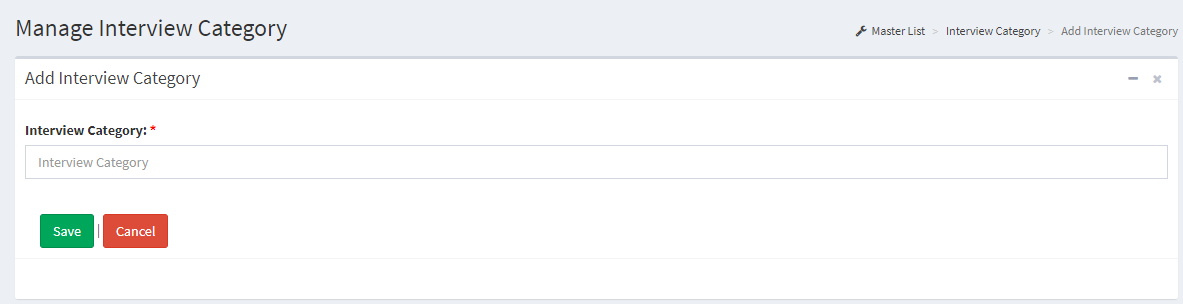 Manage Interview Category
Master List > Interview Category > Add Interview Category
Add Interview Category
Interview Category: *
Interview Category
Save | Cancel